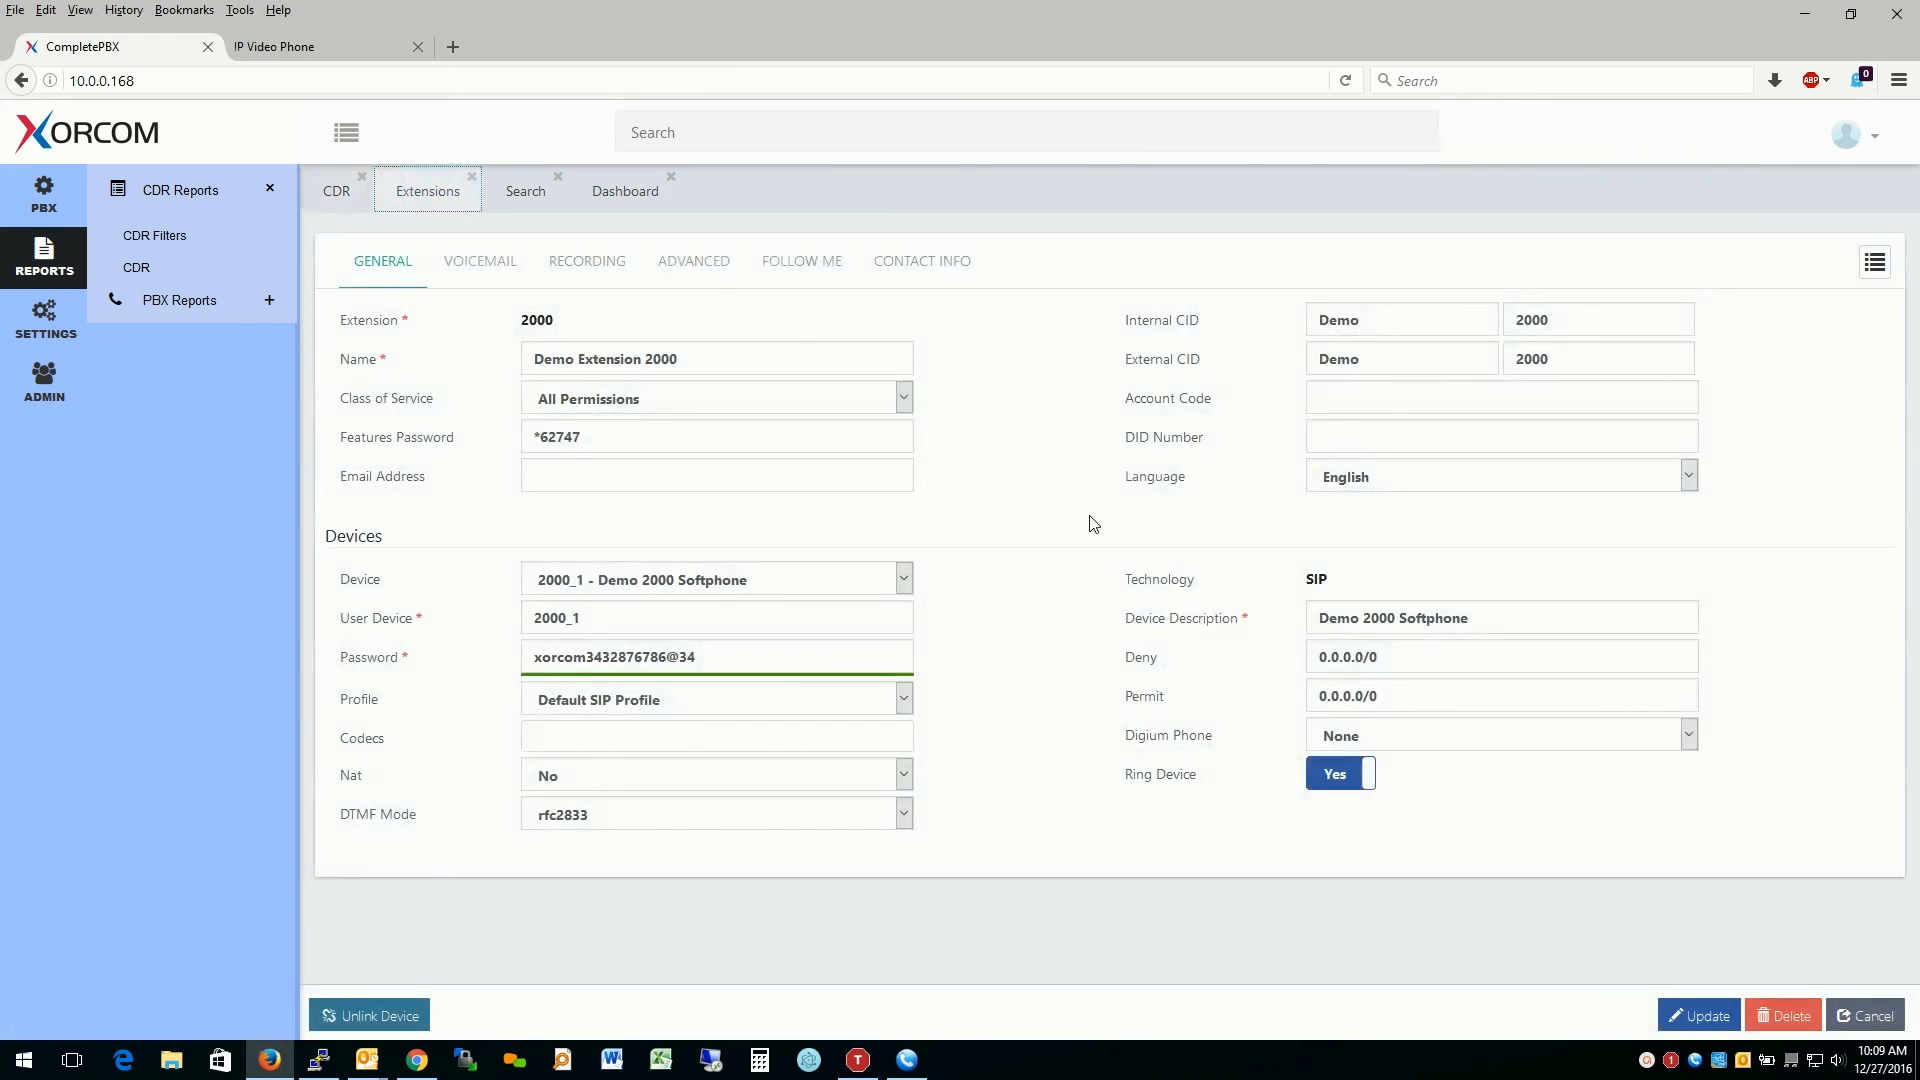 File Edit View History Bookmarks Tools Help
CompletePBX
IP Video Phone
10.0.0.168
Search
ABP
0
XORCOM
Search
PBX
REPORTS
SETTINGS
ADMIN
CDR Reports
CDR Filters
CDR
PBX Reports
CDR Extensions Search Dashboard
GENERAL VOICEMAIL RECORDING ADVANCED FOLLOW ME CONTACT INFO
Extension * 2000
Name * Demo Extension 2000
Class of Service All Permissions
Features Password *62747
Email Address
Internal CID Demo 2000
External CID Demo 2000
Account Code
DID Number
Language English
Devices
Device 2000_1 - Demo 2000 Softphone
User Device * 2000_1
Password * xorcom3432876786@34
Profile Default SIP Profile
Codecs
Nat No
DTMF Mode rfc2833
Technology SIP
Device Description * Demo 2000 Softphone
Deny 0.0.0.0/0
Permit 0.0.0.0/0
Digium Phone None
Ring Device Yes
Unlink Device
Update Delete Cancel
10:09 AM
12/27/2016